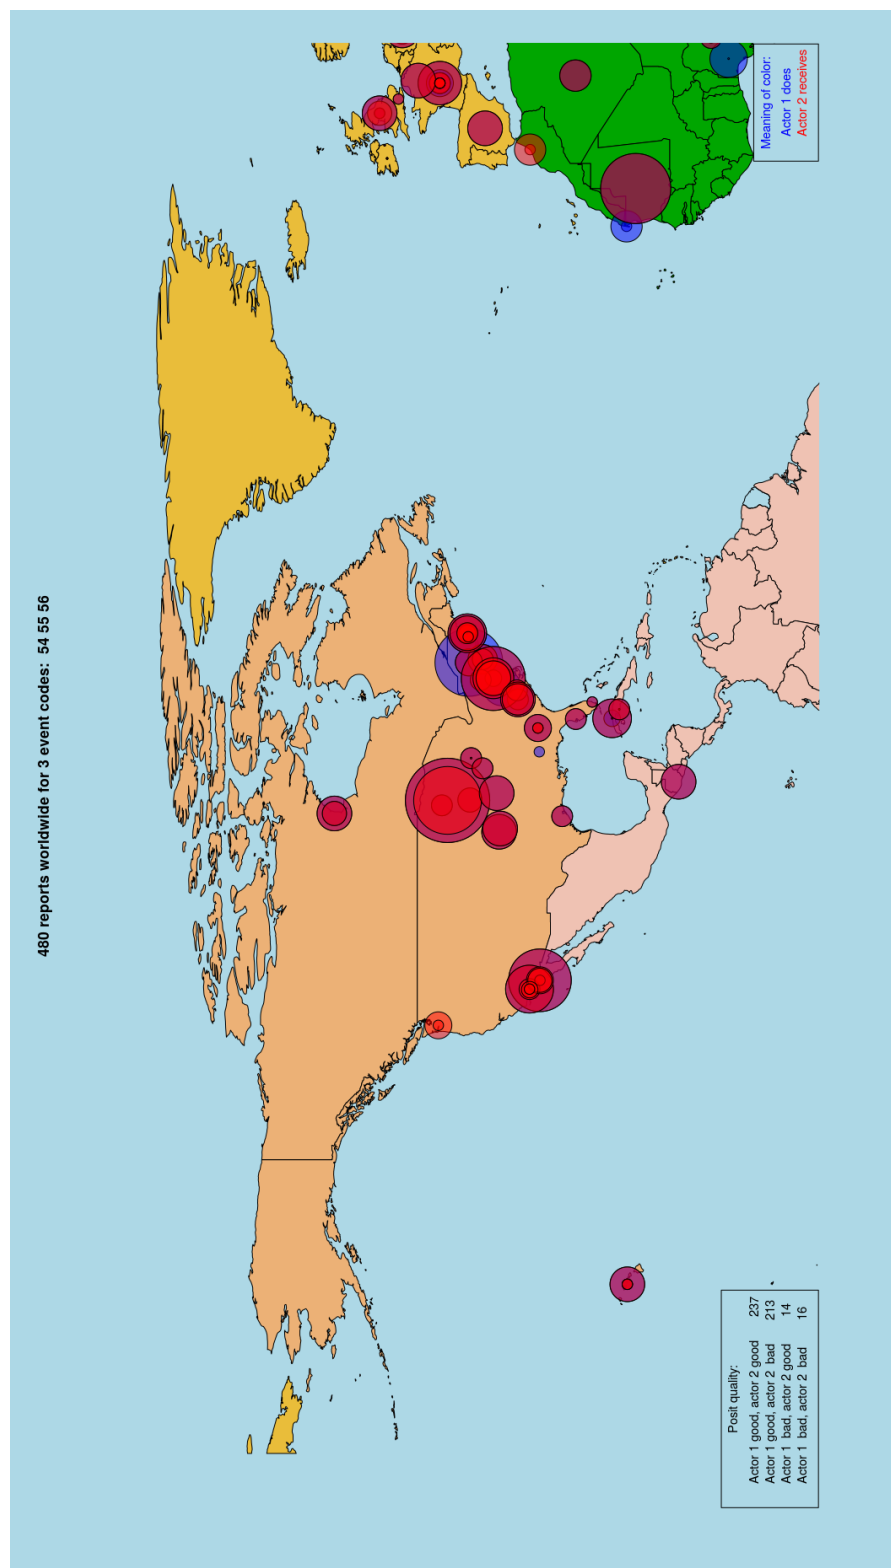 480 reports worldwide for 3 event codes: 54 55 56
Posit quality:
Actor 1 good, actor 2 good 237
Actor 1 good, actor 2 bad 213
Actor 1 bad, actor 2 good 14
Actor 1 bad, actor 2 bad 16
Meaning of color:
Actor 1 does
Actor 2 receives